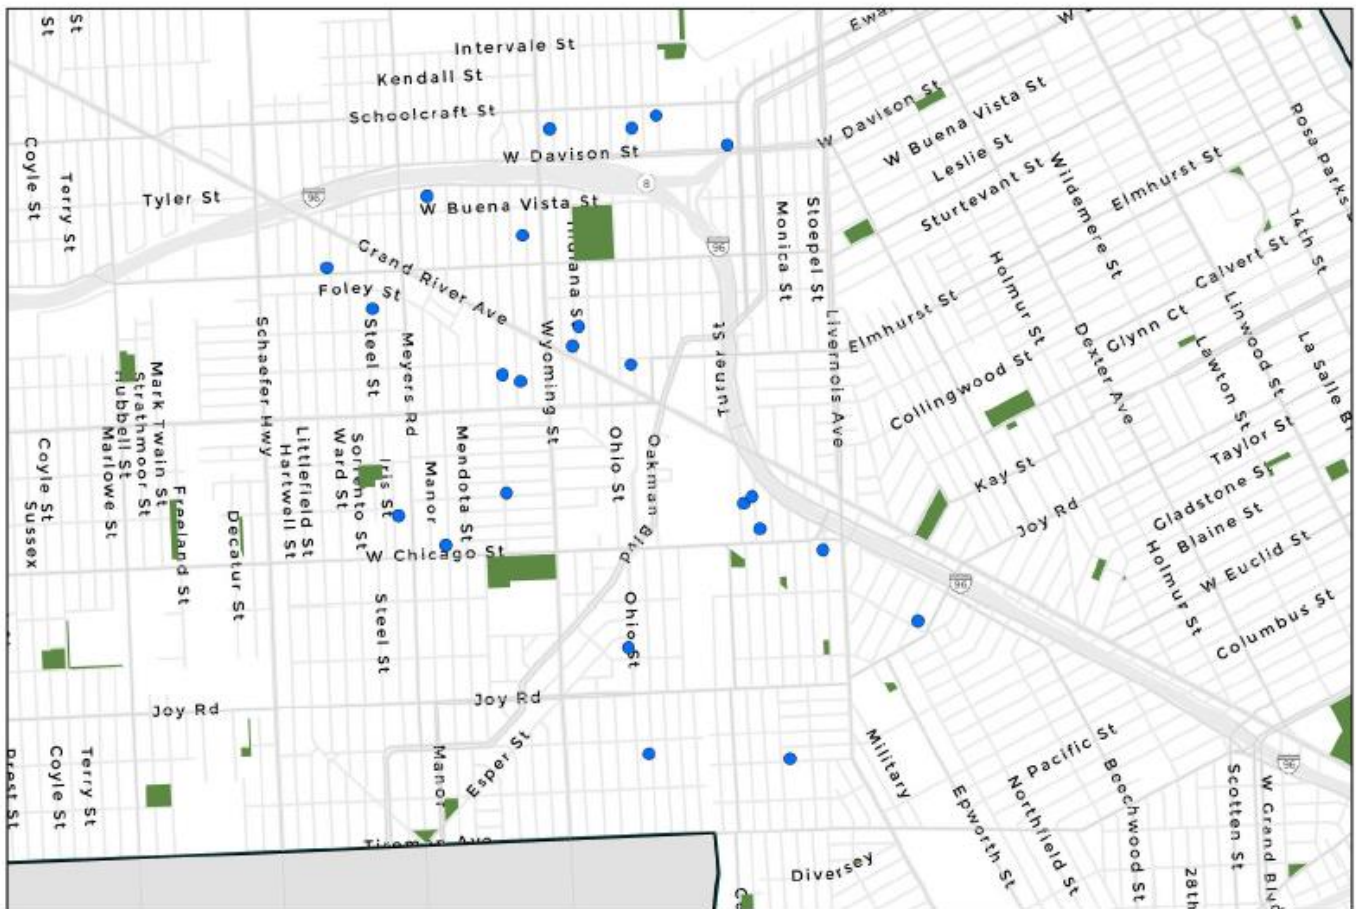 St
St
Intervale St
Kendall St
Schoolcraft St
W Davison St
W Davison St
W Buena Vista St
Leslie St
Sturtevant St
Wildemere St
Elmhurst St
Rosa Parks
14th St
Calvert St
Coyle St
Terry St
Tyler St
96
8
W Buena Vista St
96
Monica St
Stoepel St
Holmur St
Linwood St
Glynn Ct
Grand River Ave
Foley St
Elmhurst St
Livernois Ave
Turner St
Dexter Ave
Lawton St
La Salle
Collingwood St
Schaefer Hwy
Steel St
Meyers Rd
Wyoming St
Mark Twain St
Strathmoor St
Hubbell St
Marlowe St
Coyle St
Sussex
Freeland St
Decatur St
Hartwell St
Littlefield St
Ward St
Sorrento St
Iris St
Manor
Mendota St
Ohio St
Oakman Blvd
Kay St
Joy Rd
Taylor St
Gladstone St
Blaine St
W Euclid St
Holmur St
Columbus St
W Chicago St
96
Steel St
Ohio St
Joy Rd
Joy Rd
Coyle St
Terry St
Manor
Esper St
Military
Pacific St
96
Epworth St
Northfield St
Beechwood St
Scotten St
28th
Diversey